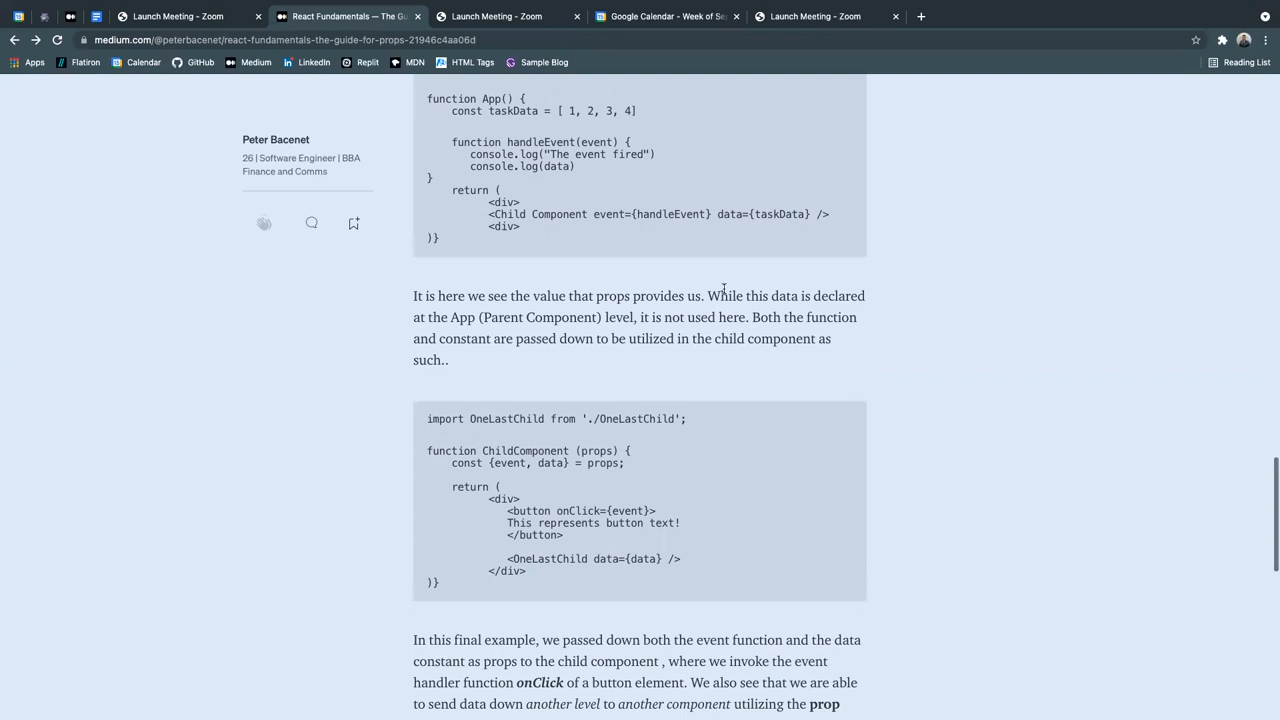 Launch Meeting - Zoom
React Fundamentals — The Gu
Launch Meeting - Zoom
Google Calendar - Week of Se
Launch Meeting - Zoom
medium.com/@peterbacenet/react-fundamentals-the-guide-for-props-21946c4aa06d
Apps
Flatiron
Calendar
GitHub
Medium
LinkedIn
Replit
MDN
HTML Tags
Sample Blog
Reading List
Peter Bacenet
26 | Software Engineer | BBA
Finance and Comms
function App() {
const taskData = [ 1, 2, 3, 4]
function handleEvent(event) {
console.log("The event fired")
console.log(data)
}
return (
<div>
<Child Component event={handleEvent} data={taskData} />
<div>
)}
It is here we see the value that props provides us. While this data is declared
at the App (Parent Component) level, it is not used here. Both the function
and constant are passed down to be utilized in the child component as
such..
import OneLastChild from './OneLastChild';
function ChildComponent (props) {
const {event, data} = props;
return (
<div>
<button onClick={event}>
This represents button text!
</button>
<OneLastChild data={data} />
</div>
)}
In this final example, we passed down both the event function and the data
constant as props to the child component , where we invoke the event
handler function onClick of a button element. We also see that we are able
to send data down another level to another component utilizing the prop